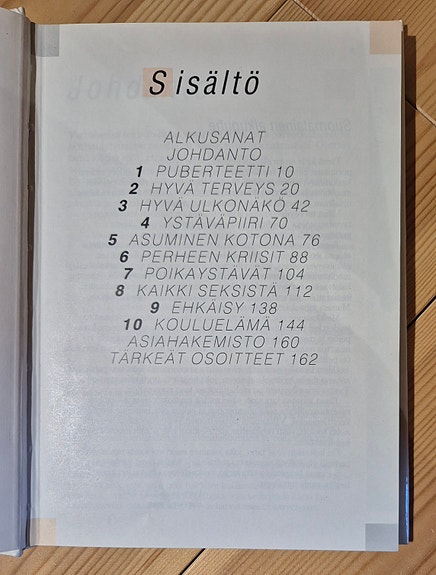 Sisältö
ALKUSANAT
JOHDANTO
1 PUBERTEETTI 10
2 HYVÄ TERVEYS 20
3 HYVÄ ULKONÄKÖ 42
4 YSTÄVÄPIIRI 70
5 ASUMINEN KOTONA 76
6 PERHEEN KRIISIT 88
7 POIKAYSTÄVÄT 104
8 KAIKKI SEKSISTÄ 112
9 EHKÄISY 138
10 KOULUELÄMÄ 144
ASIAHAKEMISTO 160
TÄRKEÄT OSOITTEET 162